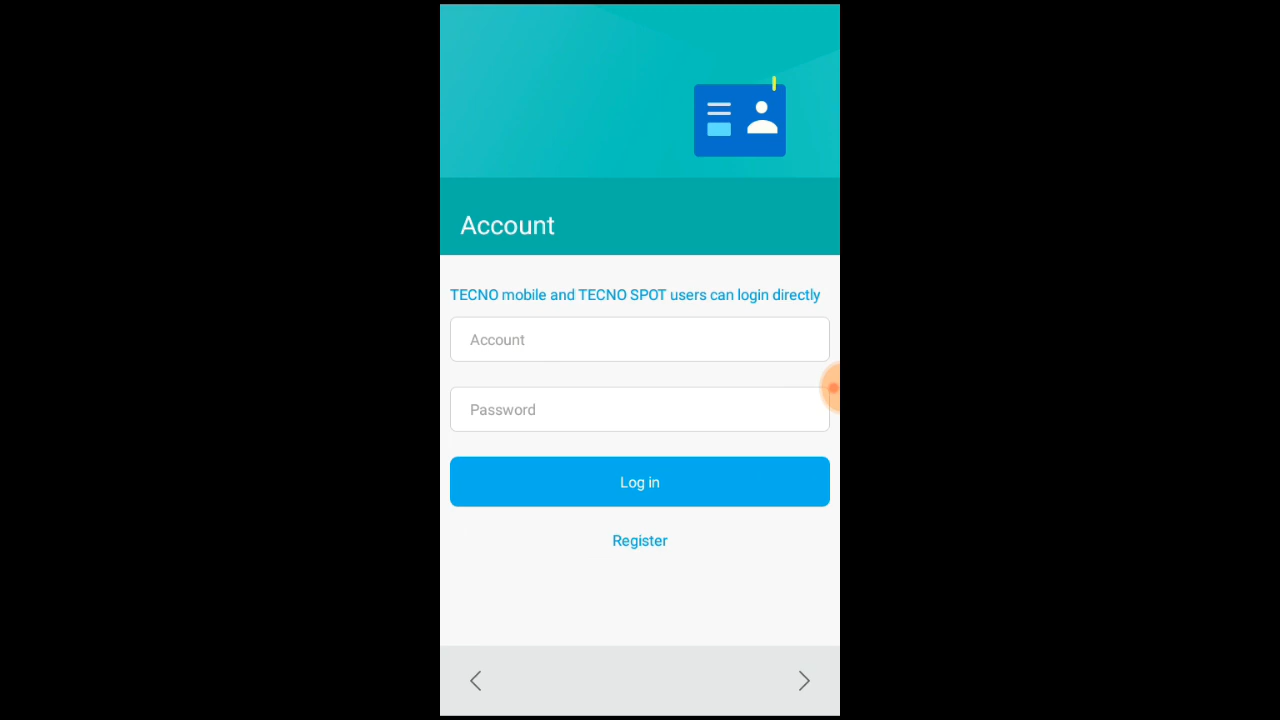 Account
TECNO mobile and TECNO SPOT users can login directly
Account
Password
Log in
Register